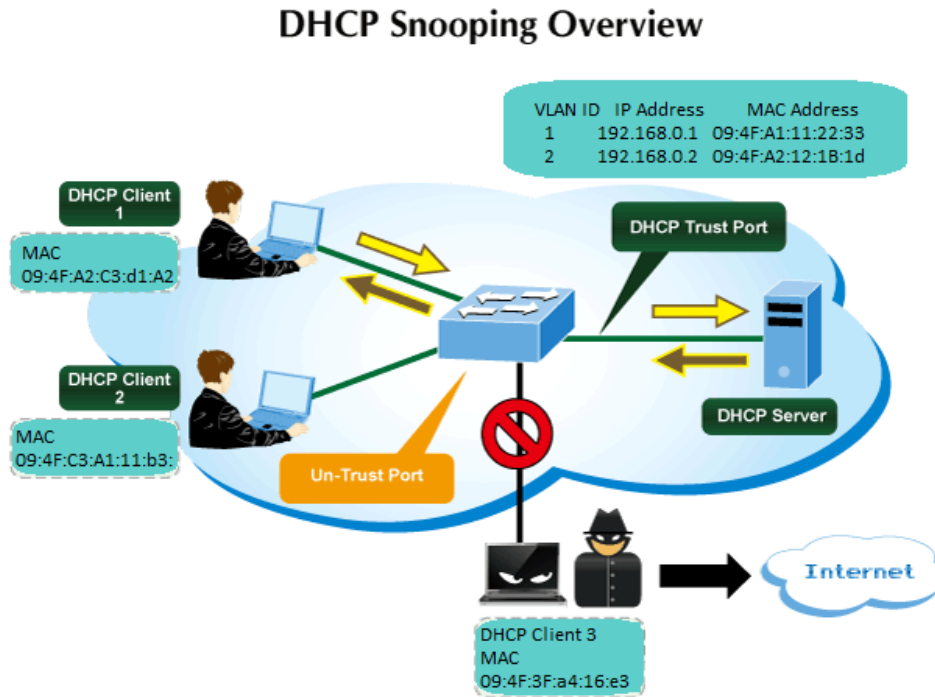 DHCP Snooping Overview
VLAN ID IP Address MAC Address
1 192.168.0.1 09:4F:A1:11:22:33
2 192.168.0.2 09:4F:A2:12:1B:1d
DHCP Client
1
MAC
09:4F:A2:C3:d1:A2
DHCP Trust Port
DHCP Client
2
MAC
09:4F:C3:A1:11:b3:
Un-Trust Port
DHCP Server
Internet
DHCP Client 3
MAC
09:4F:3F:a4:16:e3